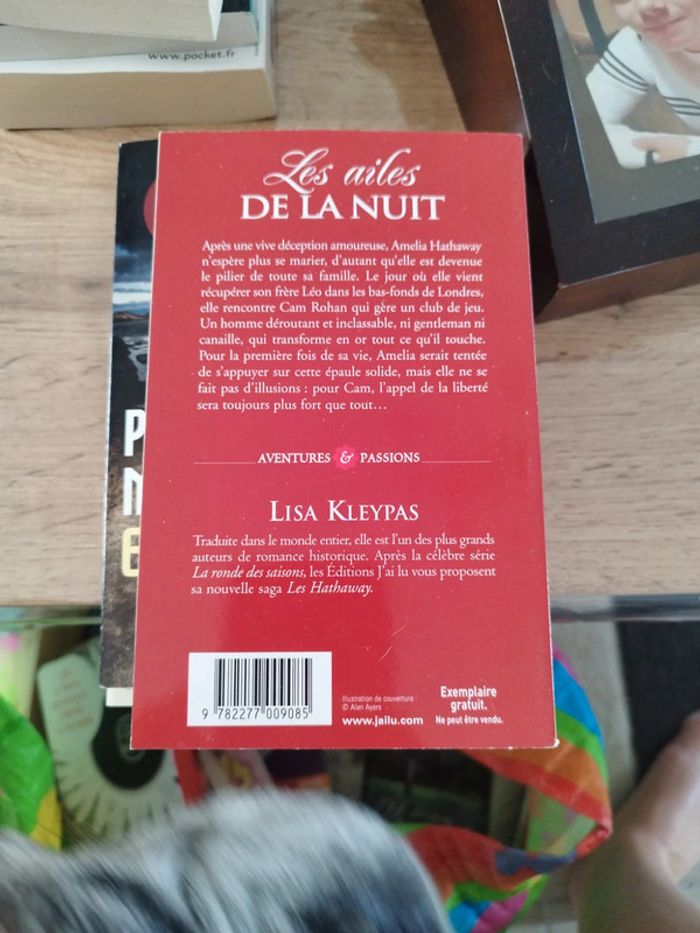 www.pocket.fr
Les ailes
DE LA NUIT
Après une vive déception amoureuse, Amelia Hathaway
n'espère plus se marier, d'autant qu'elle est devenue
le pilier de toute sa famille. Le jour où elle vient
récupérer son frère Léo dans les bas-fonds de Londres,
elle rencontre Cam Rohan qui gère un club de jeu.
Un homme déroutant et inclassable, ni gentleman ni
canaille, qui transforme en or tout ce qu'il touche.
Pour la première fois de sa vie, Amelia serait tentée
de s'appuyer sur cette épaule solide, mais elle ne se
fait pas d'illusions : pour Cam, l'appel de la liberté
sera toujours plus fort que tout…
AVENTURES & PASSIONS
LISA KLEYPAS
Traduite dans le monde entier, elle est l'un des plus grands
auteurs de romance historique. Après la célèbre série
La ronde des saisons, les Éditions J'ai lu vous proposent
sa nouvelle saga Les Hathaway.
9 782277 009085
Illustration de couverture :
© Alan Ayers
www.jailu.com
Exemplaire
gratuit.
Ne peut être vendu.